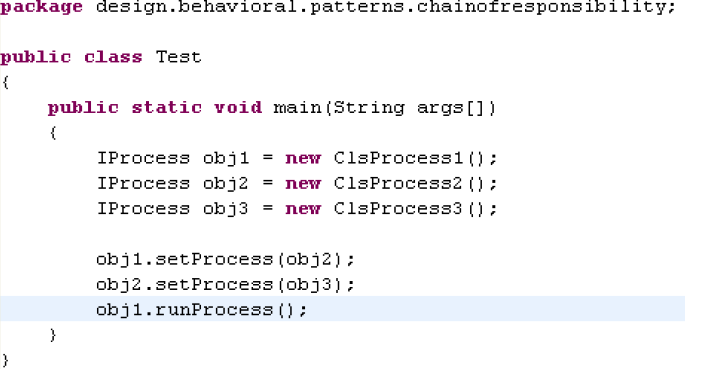 package design.behavioral.patterns.chainofresponsibility;
public class Test
{
public static void main(String args[])
{
IProcess obj1 = new ClsProcess1();
IProcess obj2 = new ClsProcess2();
IProcess obj3 = new ClsProcess3();
obj1.setProcess(obj2);
obj2.setProcess(obj3);
obj1.runProcess();
}
}